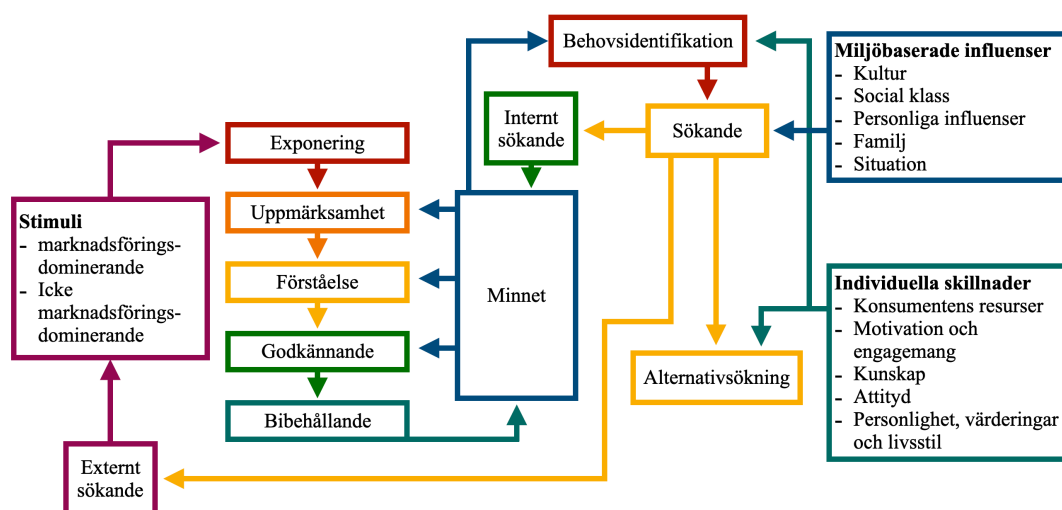 Behovsidentifikation
Miljöbaserade influenser
- Kultur
- Social klass
- Personliga influenser
- Familj
- Situation
Internt
sökande
Sökande
Exponering
Uppmärksamhet
Förståelse
Godkännande
Bibehållande
Stimuli
- marknadsförings-
dominerande
- Icke
marknadsförings-
dominerande
Minnet
Individuella skillnader
- Konsumentens resurser
- Motivation och
engagemang
- Kunskap
- Attityd
- Personlighet, värderingar
och livsstil
Alternativsökning
Externt
sökande